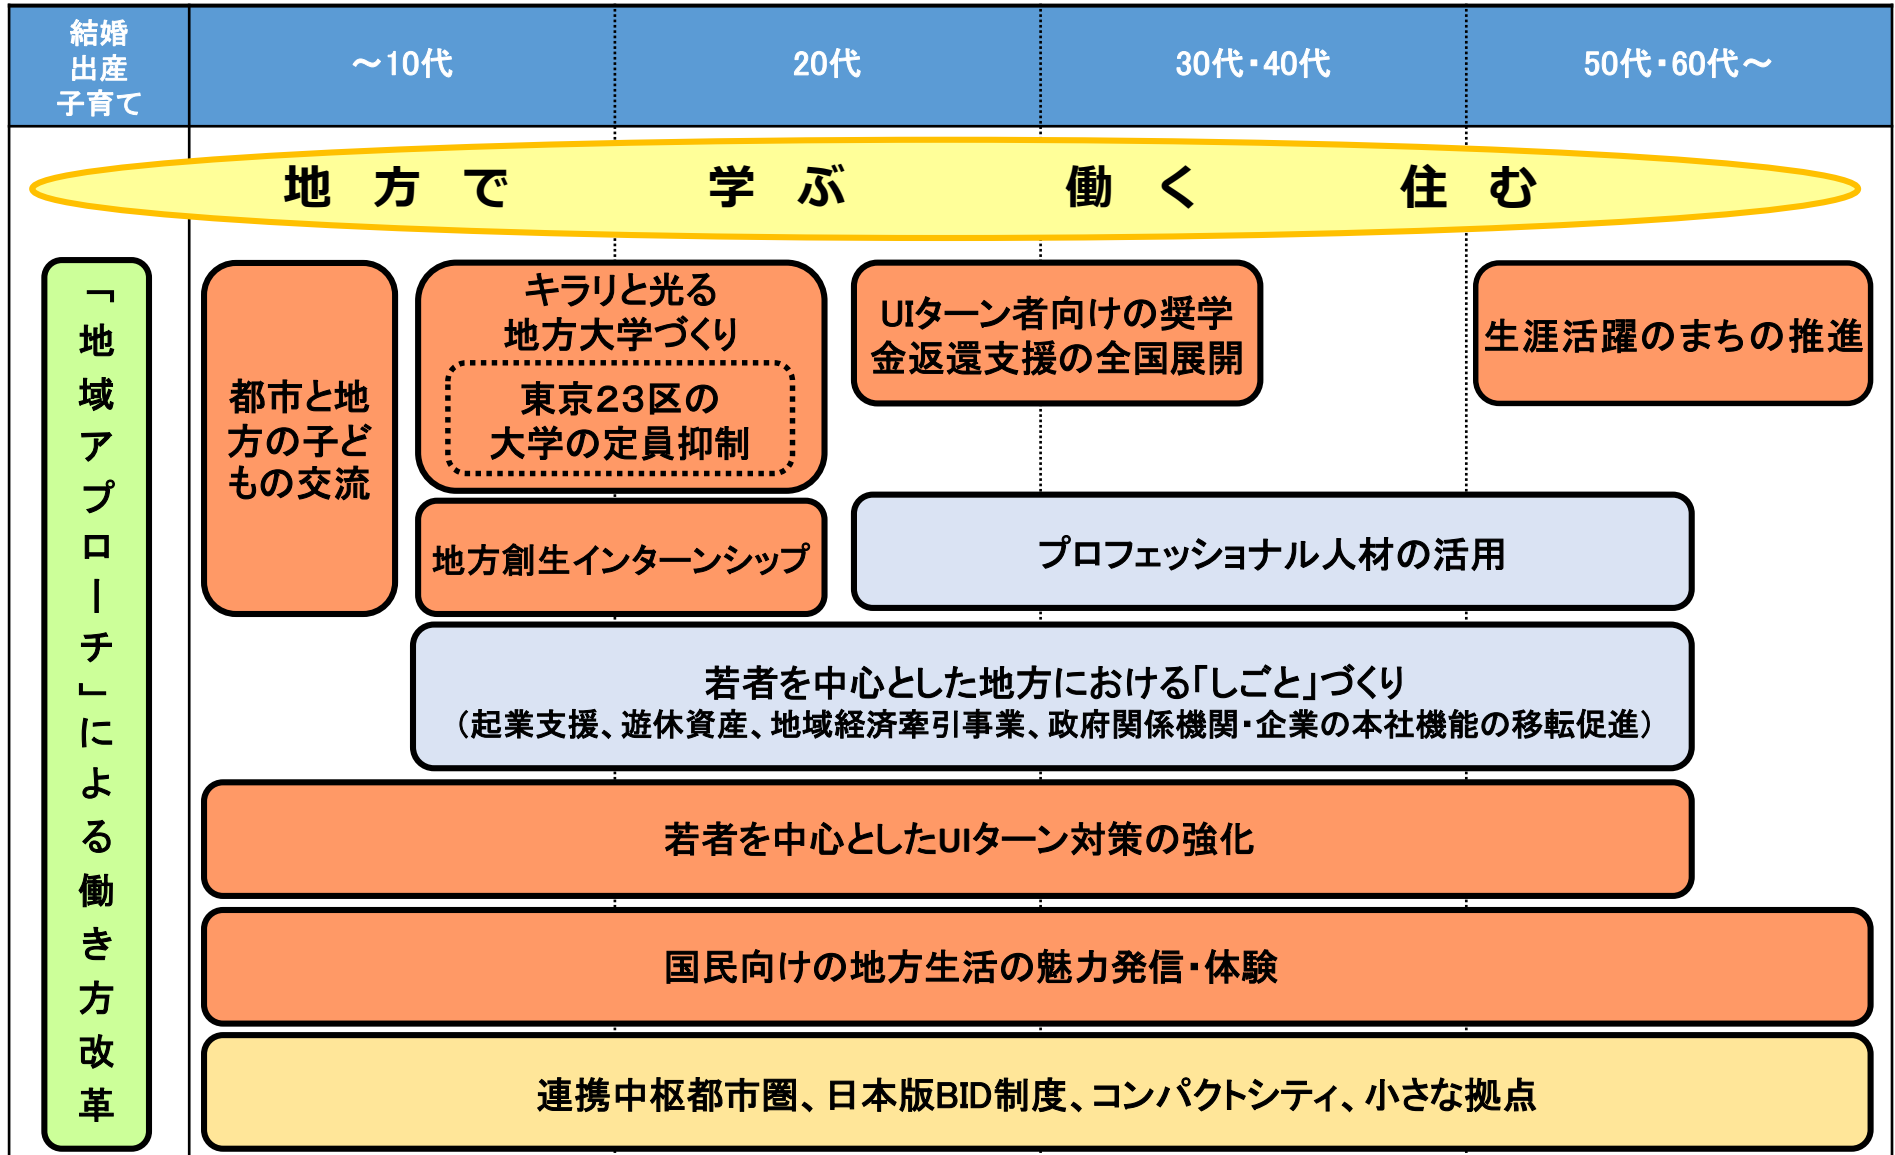 結婚
出産
子育て
～10代
20代
30代・40代
50代・60代～
地方で 学ぶ 働く 住む
「地域アプローチ」による働き方改革
都市と地
方の子ど
もの交流
キラリと光る
地方大学づくり
東京23区の
大学の定員抑制
UIターン者向けの奨学
金返還支援の全国展開
生涯活躍のまちの推進
地方創生インターンシップ
プロフェッショナル人材の活用
若者を中心とした地方における「しごと」づくり
（起業支援、遊休資産、地域経済牽引事業、政府関係機関・企業の本社機能の移転促進）
若者を中心としたUIターン対策の強化
国民向けの地方生活の魅力発信・体験
連携中枢都市圏、日本版BID制度、コンパクトシティ、小さな拠点